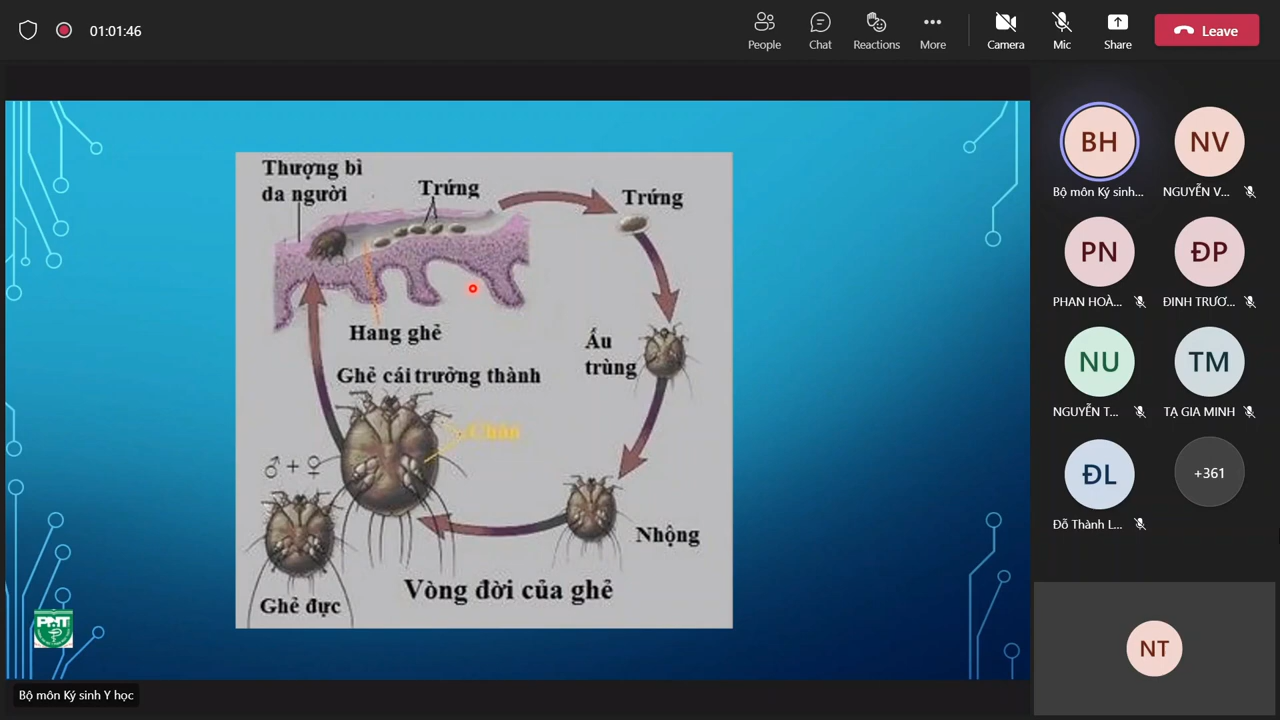 01:01:46
People
Chat
Reactions
More
Camera
Mic
Share
Leave
Thượng bì
da người
Trứng
Trứng
Hang ghẻ
Ấu
trùng
Ghẻ cái trưởng thành
Chân
♂ + ♀
Nhộng
Vòng đời của ghẻ
Ghẻ đực
PNT
Bộ môn Ký sinh Y học
BH
NV
Bộ môn Ký sinh...
NGUYỄN V...
PN
ĐP
PHAN HOÀ...
ĐINH TRƯƠ...
NU
TM
NGUYỄN T...
TẠ GIA MINH
ĐL
+361
Đỗ Thành L...
NT